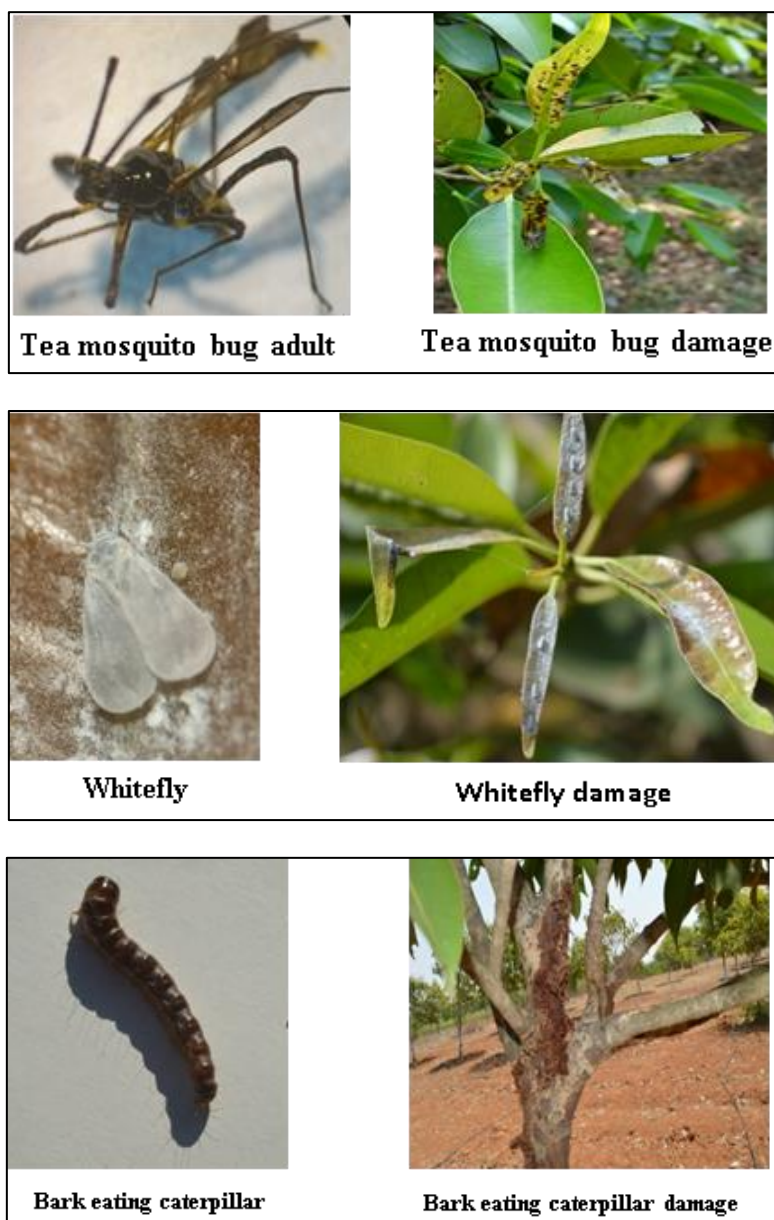 Tea mosquito bug adult
Tea mosquito bug damage
Whitefly
Whitefly damage
Bark eating caterpillar
Bark eating caterpillar damage